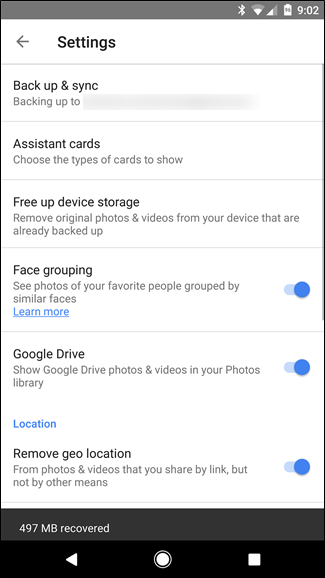 9:02
Settings
Back up & sync
Backing up to
Assistant cards
Choose the types of cards to show
Free up device storage
Remove original photos & videos from your device that are
already backed up
Face grouping
See photos of your favorite people grouped by
similar faces
Learn more
Google Drive
Show Google Drive photos & videos in your Photos
library
Location
Remove geo location
From photos & videos that you share by link, but
not by other means
497 MB recovered